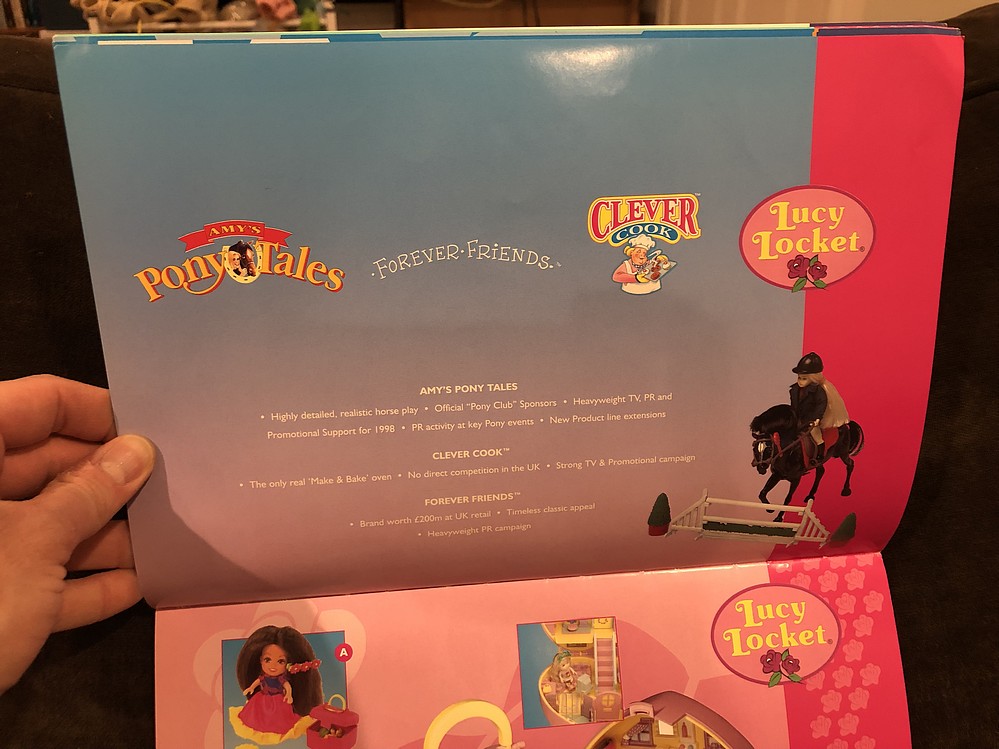 AMY'S
Pony Tales
·FOREVER·FRIENDS.™
CLEVER™
COOK
Lucy
Locket®
AMY'S PONY TALES
• Highly detailed, realistic horse play • Official "Pony Club" Sponsors • Heavyweight TV, PR and
Promotional Support for 1998 • PR activity at key Pony events • New Product line extensions
CLEVER COOK™
• The only real 'Make & Bake' oven • No direct competition in the UK • Strong TV & Promotional campaign
FOREVER FRIENDS™
• Brand worth £200m at UK retail • Timeless classic appeal
• Heavyweight PR campaign
Lucy
Locket®
A